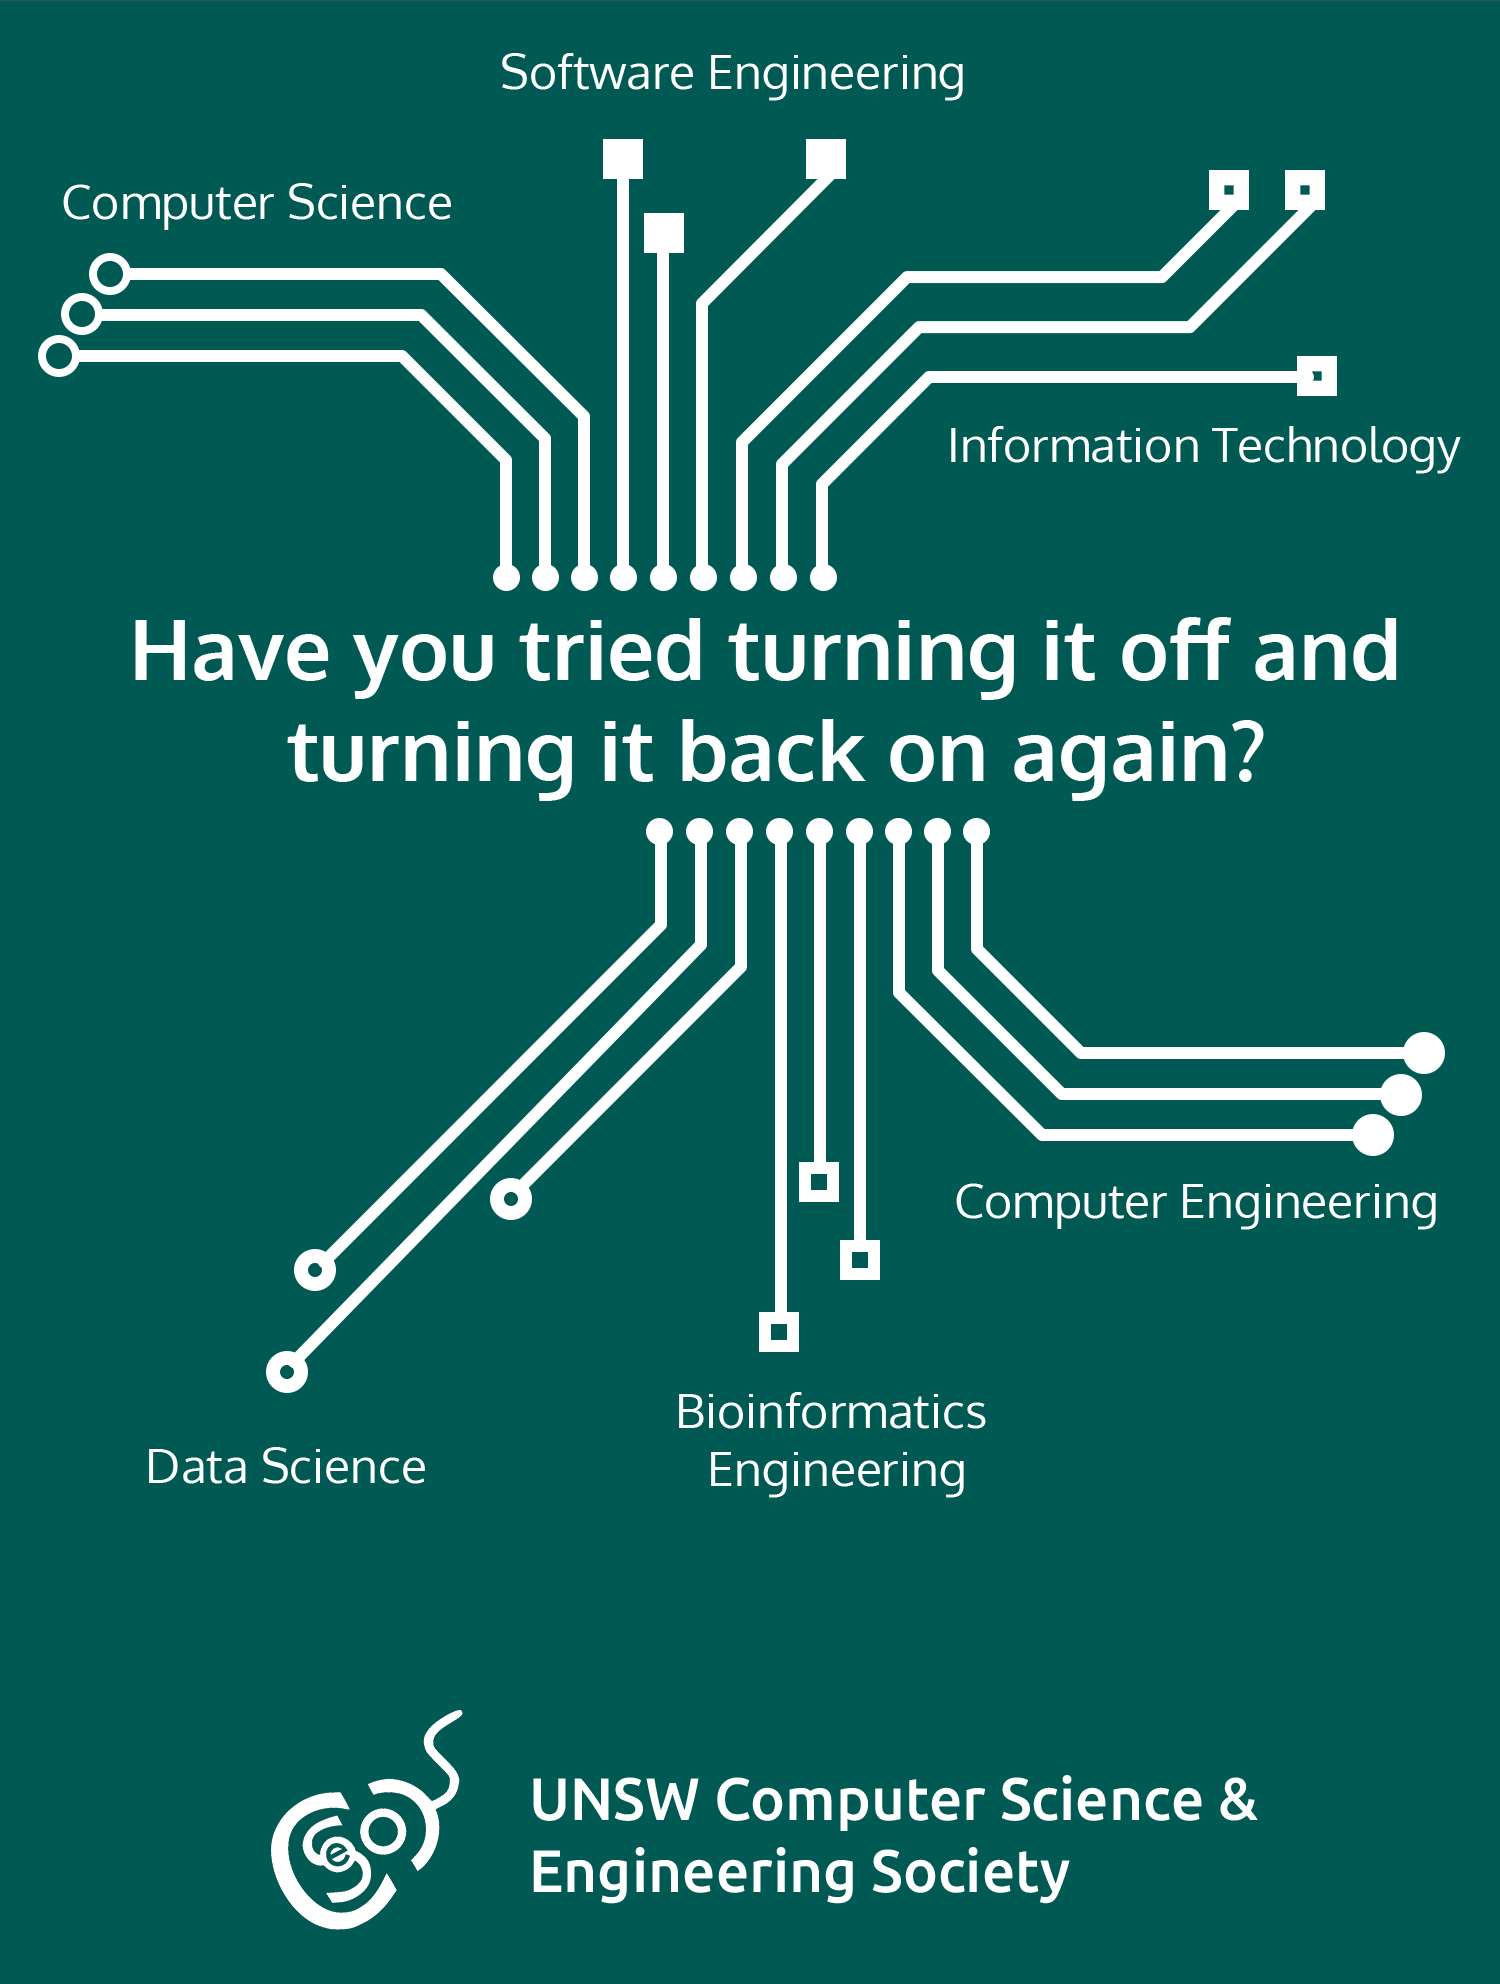 Software Engineering
Computer Science
Information Technology
Have you tried turning it off and
turning it back on again?
Computer Engineering
Bioinformatics
Engineering
Data Science
CSe
UNSW Computer Science &
Engineering Society